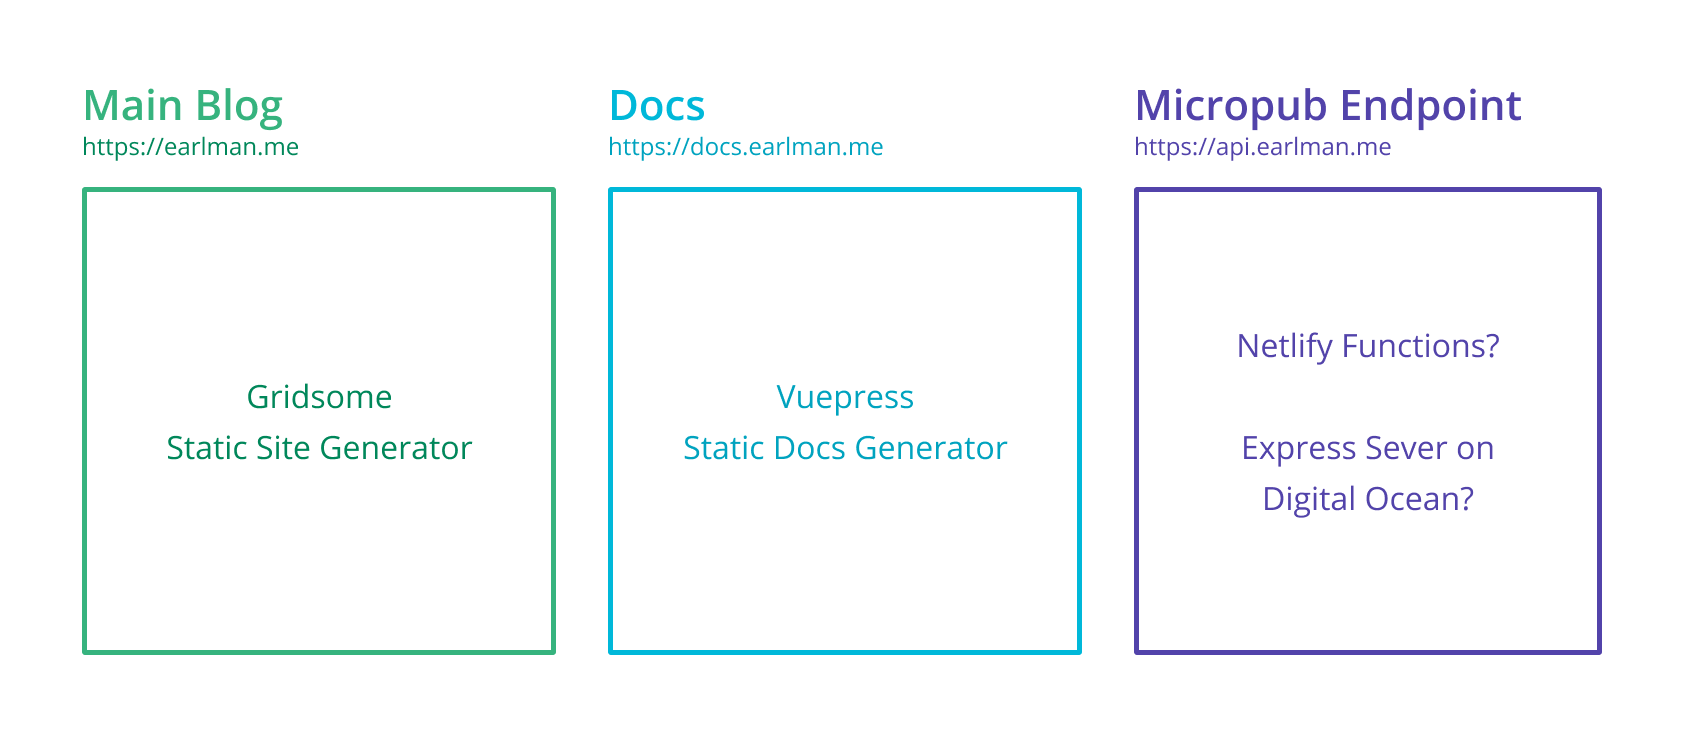 Main Blog
https://earlman.me
Gridsome
Static Site Generator
Docs
https://docs.earlman.me
Vuepress
Static Docs Generator
Micropub Endpoint
https://api.earlman.me
Netlify Functions?
Express Sever on
Digital Ocean?